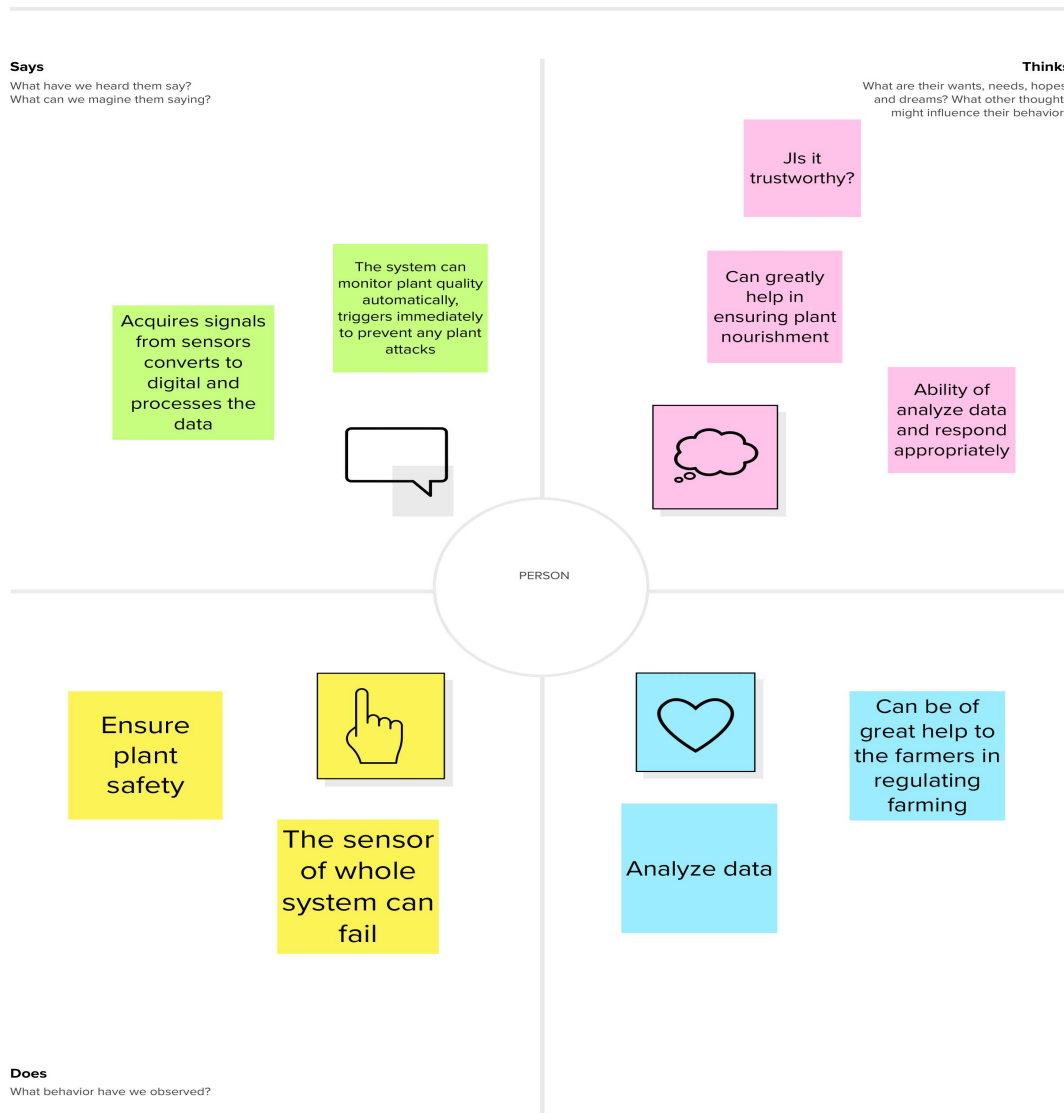 Says
What have we heard them say?
What can we magine them saying?
Think
What are their wants, needs, hopes
and dreams? What other thought
might influence their behavior
JIs it
trustworthy?
The system can
monitor plant quality
automatically,
triggers immediately
to prevent any plant
attacks
Can greatly
help in
ensuring plant
nourishment
Acquires signals
from sensors
converts to
digital and
processes the
data
Ability of
analyze data
and respond
appropriately
PERSON
Ensure
plant
safety
Can be of
great help to
the farmers in
regulating
farming
The sensor
of whole
system can
fail
Analyze data
Does
What behavior have we observed?